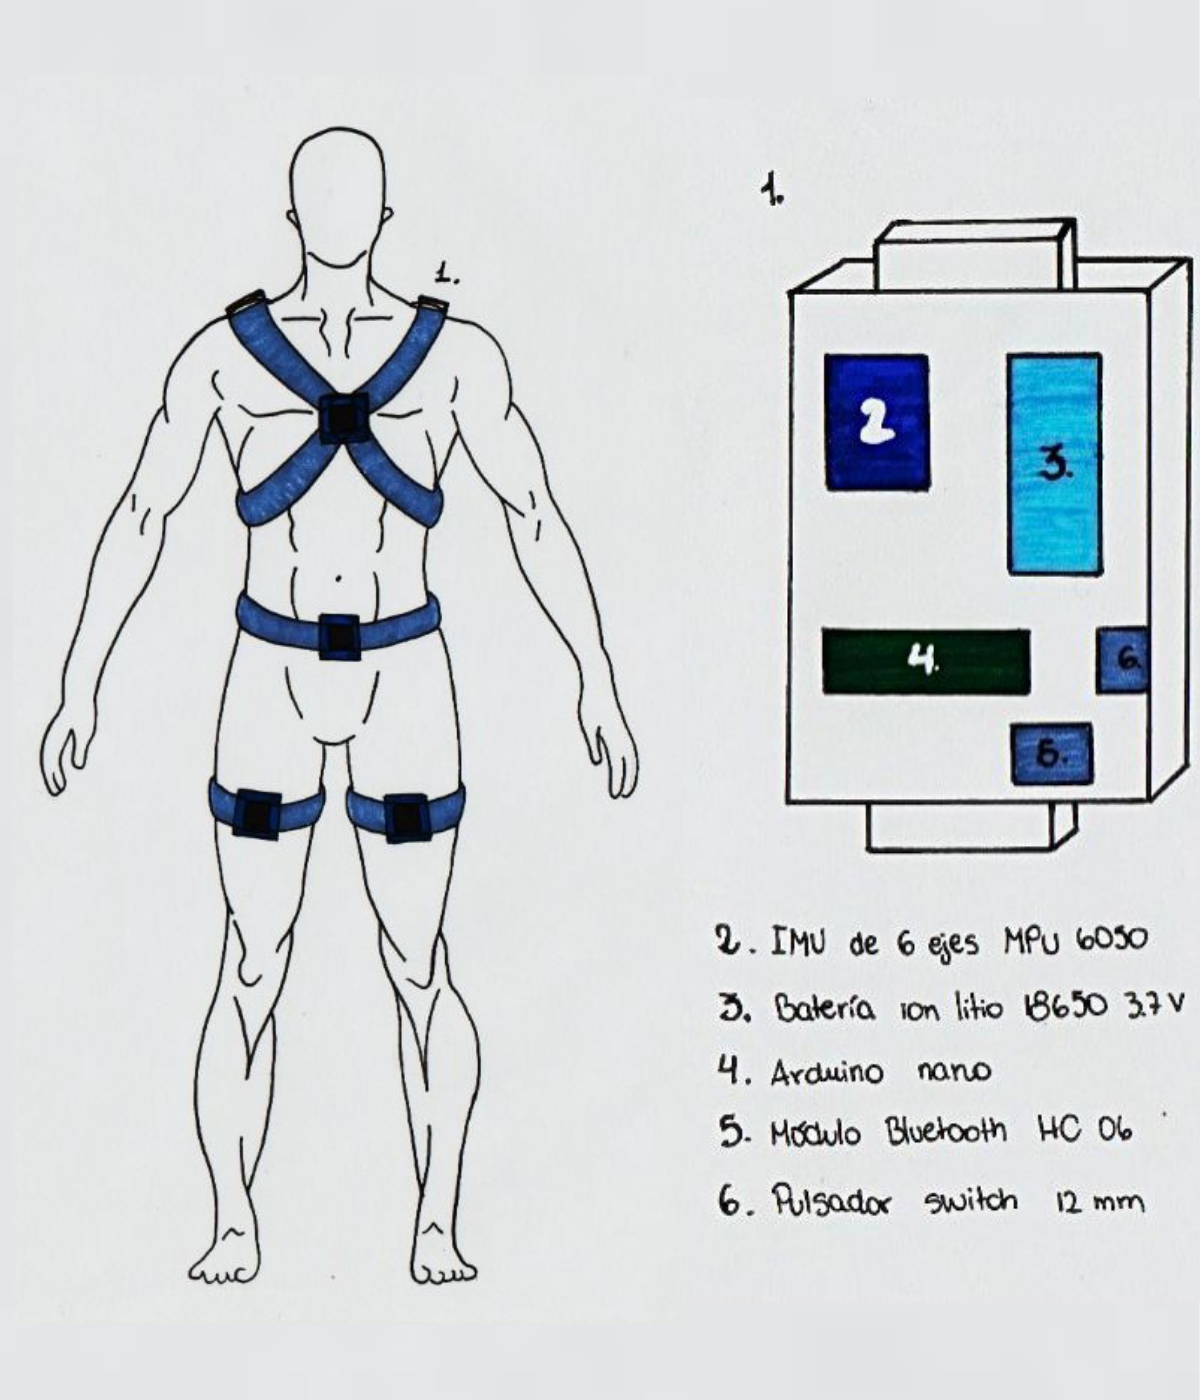 1.
1.
2
3.
4.
6.
5.
2. IMU de 6 ejes MPU 6050
3. Batería ion litio 18650 3.7 V
4. Arduino nano
5. Módulo Bluetooth HC 06
6. Pulsador switch 12 mm